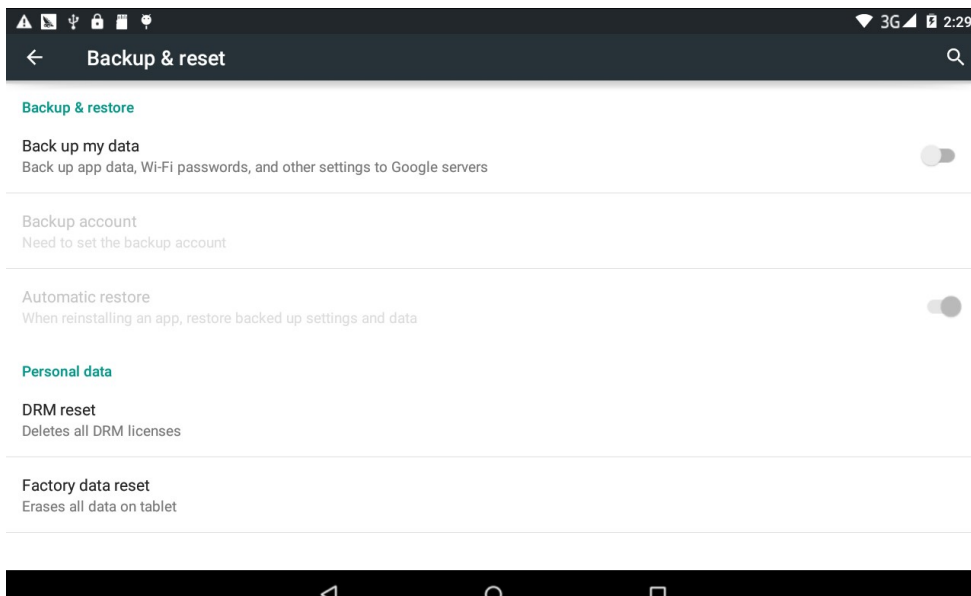 3G 2:29
Backup & reset
Backup & restore
Back up my data
Back up app data, Wi-Fi passwords, and other settings to Google servers
Backup account
Need to set the backup account
Automatic restore
When reinstalling an app, restore backed up settings and data
Personal data
DRM reset
Deletes all DRM licenses
Factory data reset
Erases all data on tablet